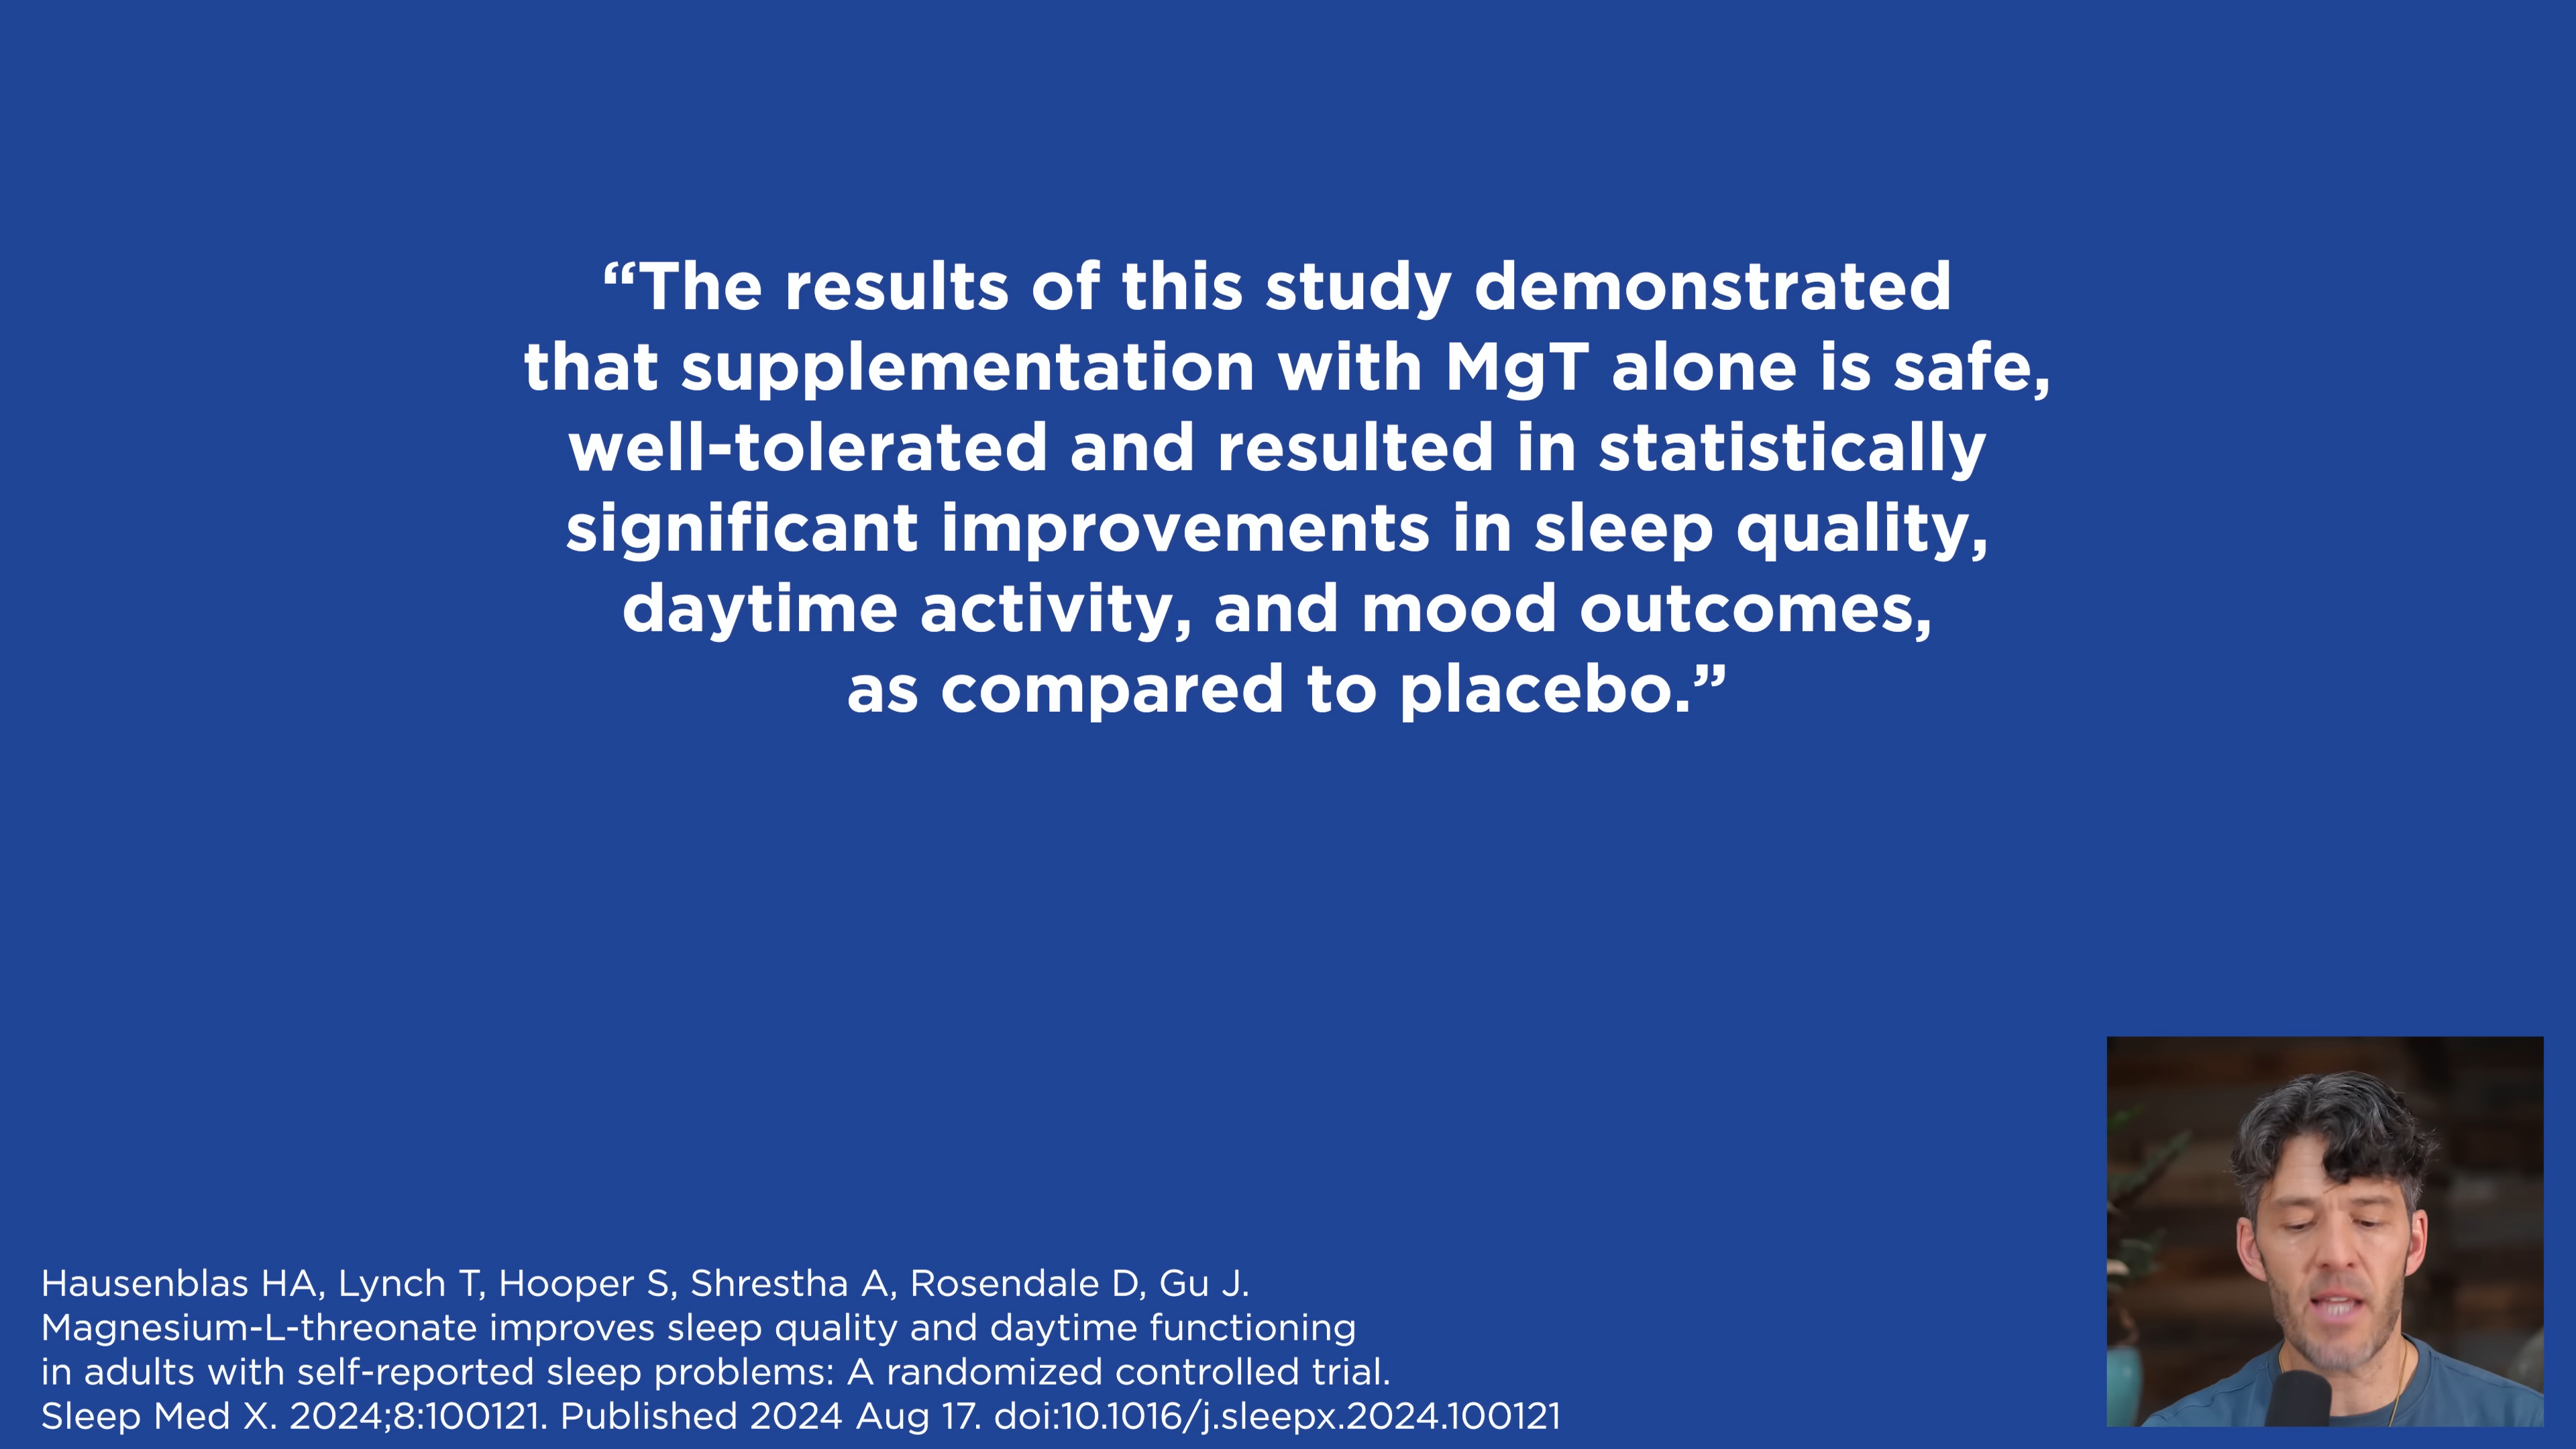 “The results of this study demonstrated
that supplementation with MgT alone is safe,
well-tolerated and resulted in statistically
significant improvements in sleep quality,
daytime activity, and mood outcomes,
as compared to placebo.”
Hausenblas HA, Lynch T, Hooper S, Shrestha A, Rosendale D, Gu J.
Magnesium-L-threonate improves sleep quality and daytime functioning
in adults with self-reported sleep problems: A randomized controlled trial.
Sleep Med X. 2024;8:100121. Published 2024 Aug 17. doi:10.1016/j.sleepx.2024.100121